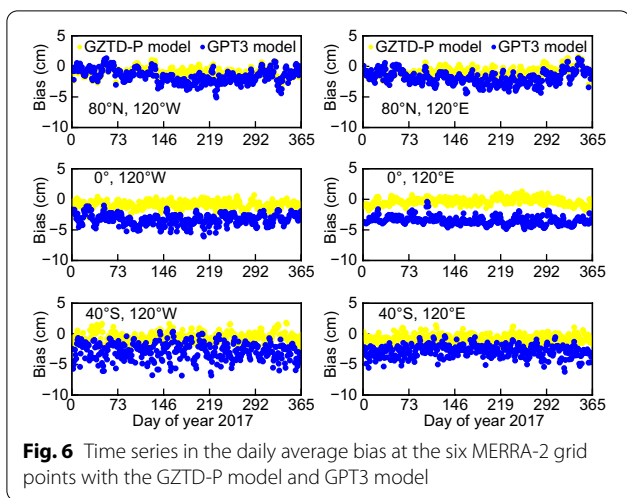 GZTD-P model GPT3 model GZTD-P model GPT3 model
5 0 −5 −10
Bias (cm)
80°N, 120°W
0 73 146 219 292 365
5 0 −5 −10
Bias (cm)
80°N, 120°E
0 73 146 219 292 365
5 0 −5 −10
Bias (cm)
0°, 120°W
0 73 146 219 292 365
5 0 −5 −10
Bias (cm)
0°, 120°E
0 73 146 219 292 365
5 0 −5 −10
Bias (cm)
40°S, 120°W
0 73 146 219 292 365
Day of year 2017
5 0 −5 −10
Bias (cm)
40°S, 120°E
0 73 146 219 292 365
Day of year 2017
Fig. 6 Time series in the daily average bias at the six MERRA-2 grid
points with the GZTD-P model and GPT3 model